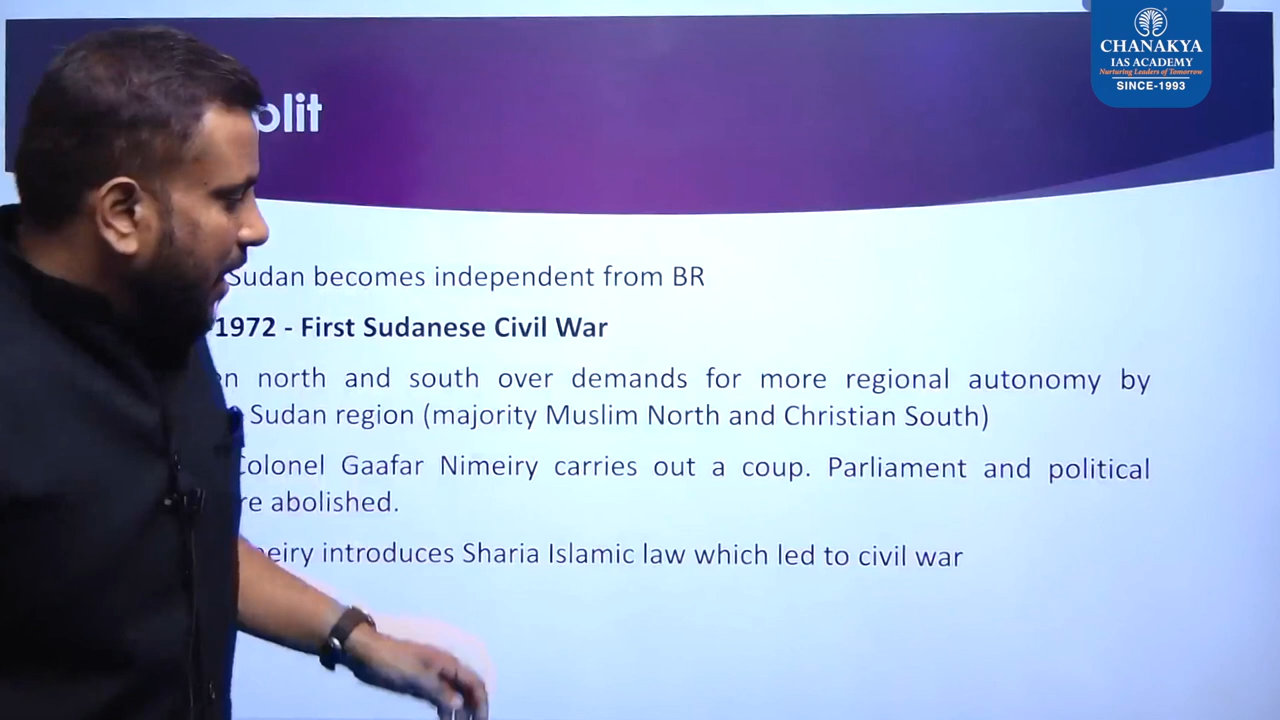 CHANAKYA
IAS ACADEMY
Nurturing Leaders of Tomorrow
SINCE-1993
plit
Sudan becomes independent from BR
1972 - First Sudanese Civil War
n north and south over demands for more regional autonomy by
Sudan region (majority Muslim North and Christian South)
Colonel Gaafar Nimeiry carries out a coup. Parliament and political
re abolished.
eiry introduces Sharia Islamic law which led to civil war